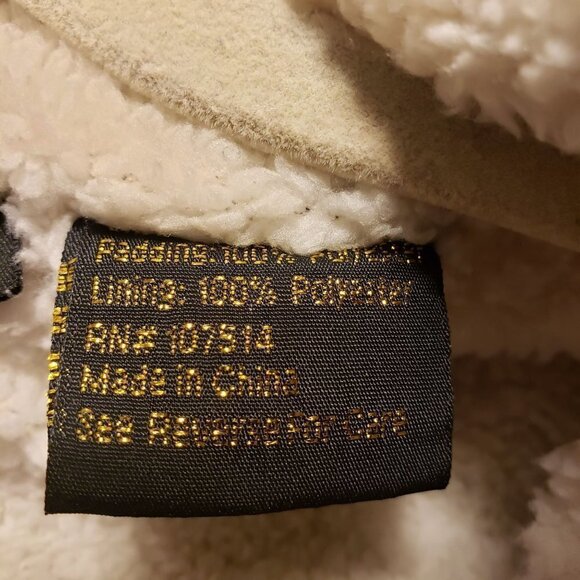 Padding: 100% Polyester
Lining: 100% Polyester
RN# 107514
Made in China
See Reverse For Care